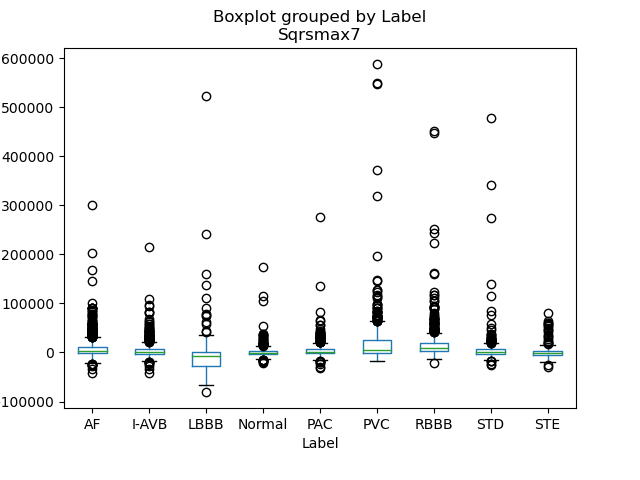 Boxplot grouped by Label
Sqrsmax7
600000
500000
400000
300000
200000
100000
0
100000
AF I-AVB LBBB Normal PAC PVC RBBB STD STE
Label